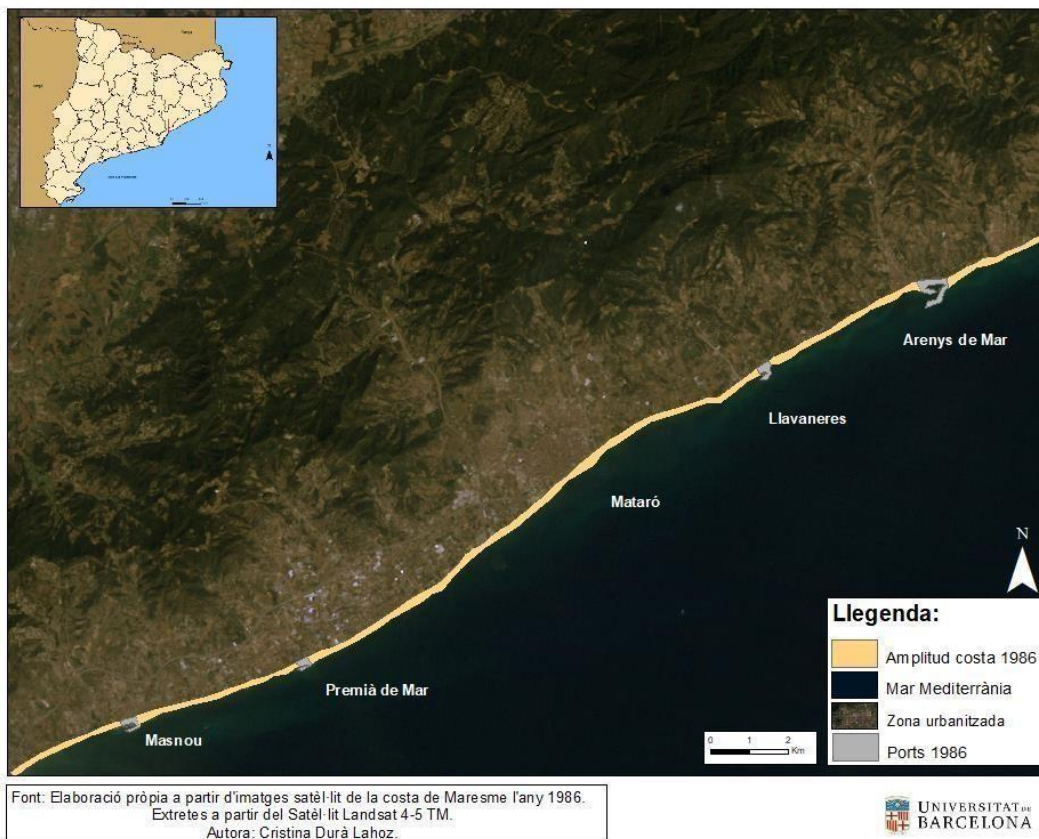 Arenys de Mar
Llavaneres
Mataró
N
Premià de Mar
Masnou
Llegenda:
Amplitud costa 1986
Mar Mediterrània
Zona urbanitzada
Ports 1986
0 1 2
Km
Font: Elaboració pròpia a partir d'imatges satèl·lit de la costa de Maresme l'any 1986.
Extretes a partir del Satèl·lit Landsat 4-5 TM.
Autora: Cristina Durà Lahoz.
UNIVERSITAT DE
BARCELONA